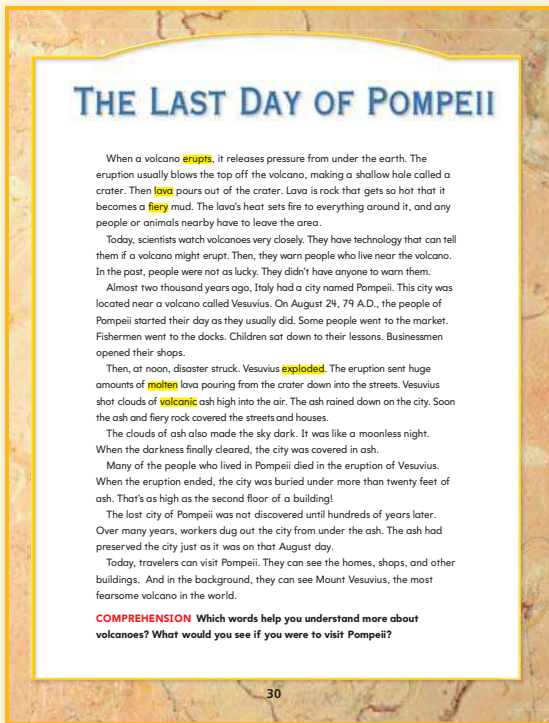 THE LAST DAY OF POMPEII
When a volcano erupts, it releases pressure from under the earth. The
eruption usually blows the top off the volcano, making a shallow hole called a
crater. Then lava pours out of the crater. Lava is rock that gets so hot that it
becomes a fiery mud. The lava's heat sets fire to everything around it, and any
people or animals nearby have to leave the area.
Today, scientists watch volcanoes very closely. They have technology that can tell
them if a volcano might erupt. Then, they warn people who live near the volcano.
In the past, people were not as lucky. They didn't have anyone to warn them.
Almost two thousand years ago, Italy had a city named Pompeii. This city was
located near a volcano called Vesuvius. On August 24, 79 A.D., the people of
Pompeii started their day as they usually did. Some people went to the market.
Fishermen went to the docks. Children sat down to their lessons. Businessmen
opened their shops.
Then, at noon, disaster struck. Vesuvius exploded. The eruption sent huge
amounts of molten lava pouring from the crater down into the streets. Vesuvius
shot clouds of volcanic ash high into the air. The ash rained down on the city. Soon
the ash and fiery rock covered the streets and houses.
The clouds of ash also made the sky dark. It was like a moonless night.
When the darkness finally cleared, the city was covered in ash.
Many of the people who lived in Pompeii died in the eruption of Vesuvius.
When the eruption ended, the city was buried under more than twenty feet of
ash. That's as high as the second floor of a building!
The lost city of Pompeii was not discovered until hundreds of years later.
Over many years, workers dug out the city from under the ash. The ash had
preserved the city just as it was on that August day.
Today, travelers can visit Pompeii. They can see the homes, shops, and other
buildings. And in the background, they can see Mount Vesuvius, the most
fearsome volcano in the world.
COMPREHENSION Which words help you understand more about
volcanoes? What would you see if you were to visit Pompeii?
30